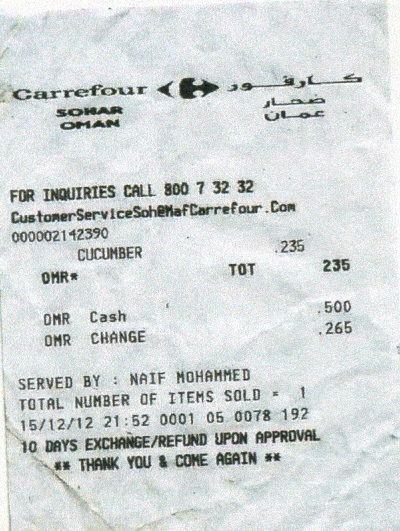 Carrefour كارفور
SOHAR صحار
OMAN عمان
FOR INQUIRIES CALL 800 7 32 32
CustomerServiceSoh@MafCarrefour.Com
000002142390
CUCUMBER .235
OMR* TOT 235
OMR Cash .500
OMR CHANGE .265
SERVED BY : NAIF MOHAMMED
TOTAL NUMBER OF ITEMS SOLD = 1
15/12/12 21:52 0001 05 0078 192
10 DAYS EXCHANGE/REFUND UPON APPROVAL
** THANK YOU & COME AGAIN **